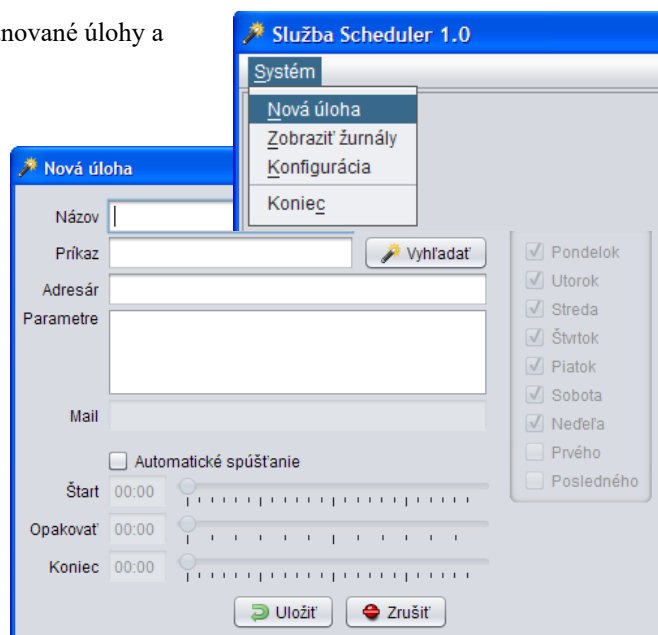 úlohy a
Služba Scheduler 1.0
Systém
Nová úloha
Zobraziť žurnály
Konfigurácia
Koniec
Nová úloha
Názov
Príkaz
Vyhľadať
Adresár
Parametre
Mail
Automatické spúšťanie
Štart 00:00
Opakovať 00:00
Koniec 00:00
Uložiť
Zrušiť
Pondelok
Utorok
Streda
Štvrtok
Piatok
Sobota
Neďeľa
Prvého
Posledného